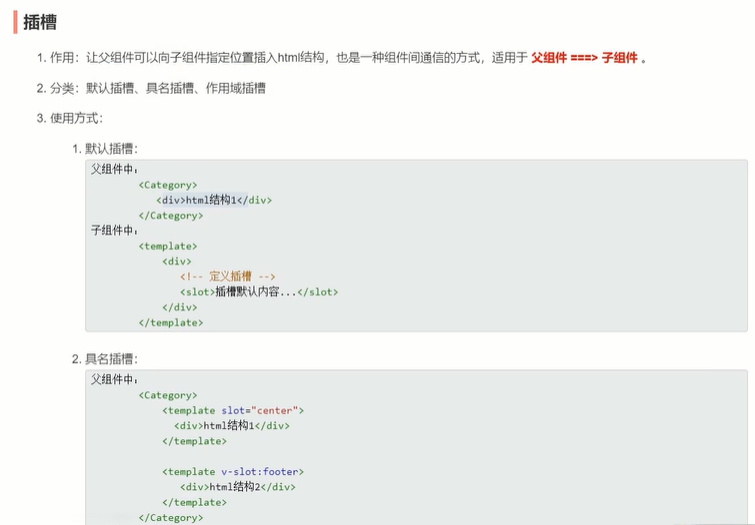 插槽
1. 作用：让父组件可以向子组件指定位置插入html结构，也是一种组件间通信的方式，适用于 父组件 ===> 子组件 。
2. 分类：默认插槽、具名插槽、作用域插槽
3. 使用方式：
1. 默认插槽：
父组件中：
<Category>
<div>html结构1</div>
</Category>
子组件中：
<template>
<div>
<!-- 定义插槽 -->
<slot>插槽默认内容...</slot>
</div>
</template>
2. 具名插槽：
父组件中：
<Category>
<template slot="center">
<div>html结构1</div>
</template>
<template v-slot:footer>
<div>html结构2</div>
</template>
</Category>